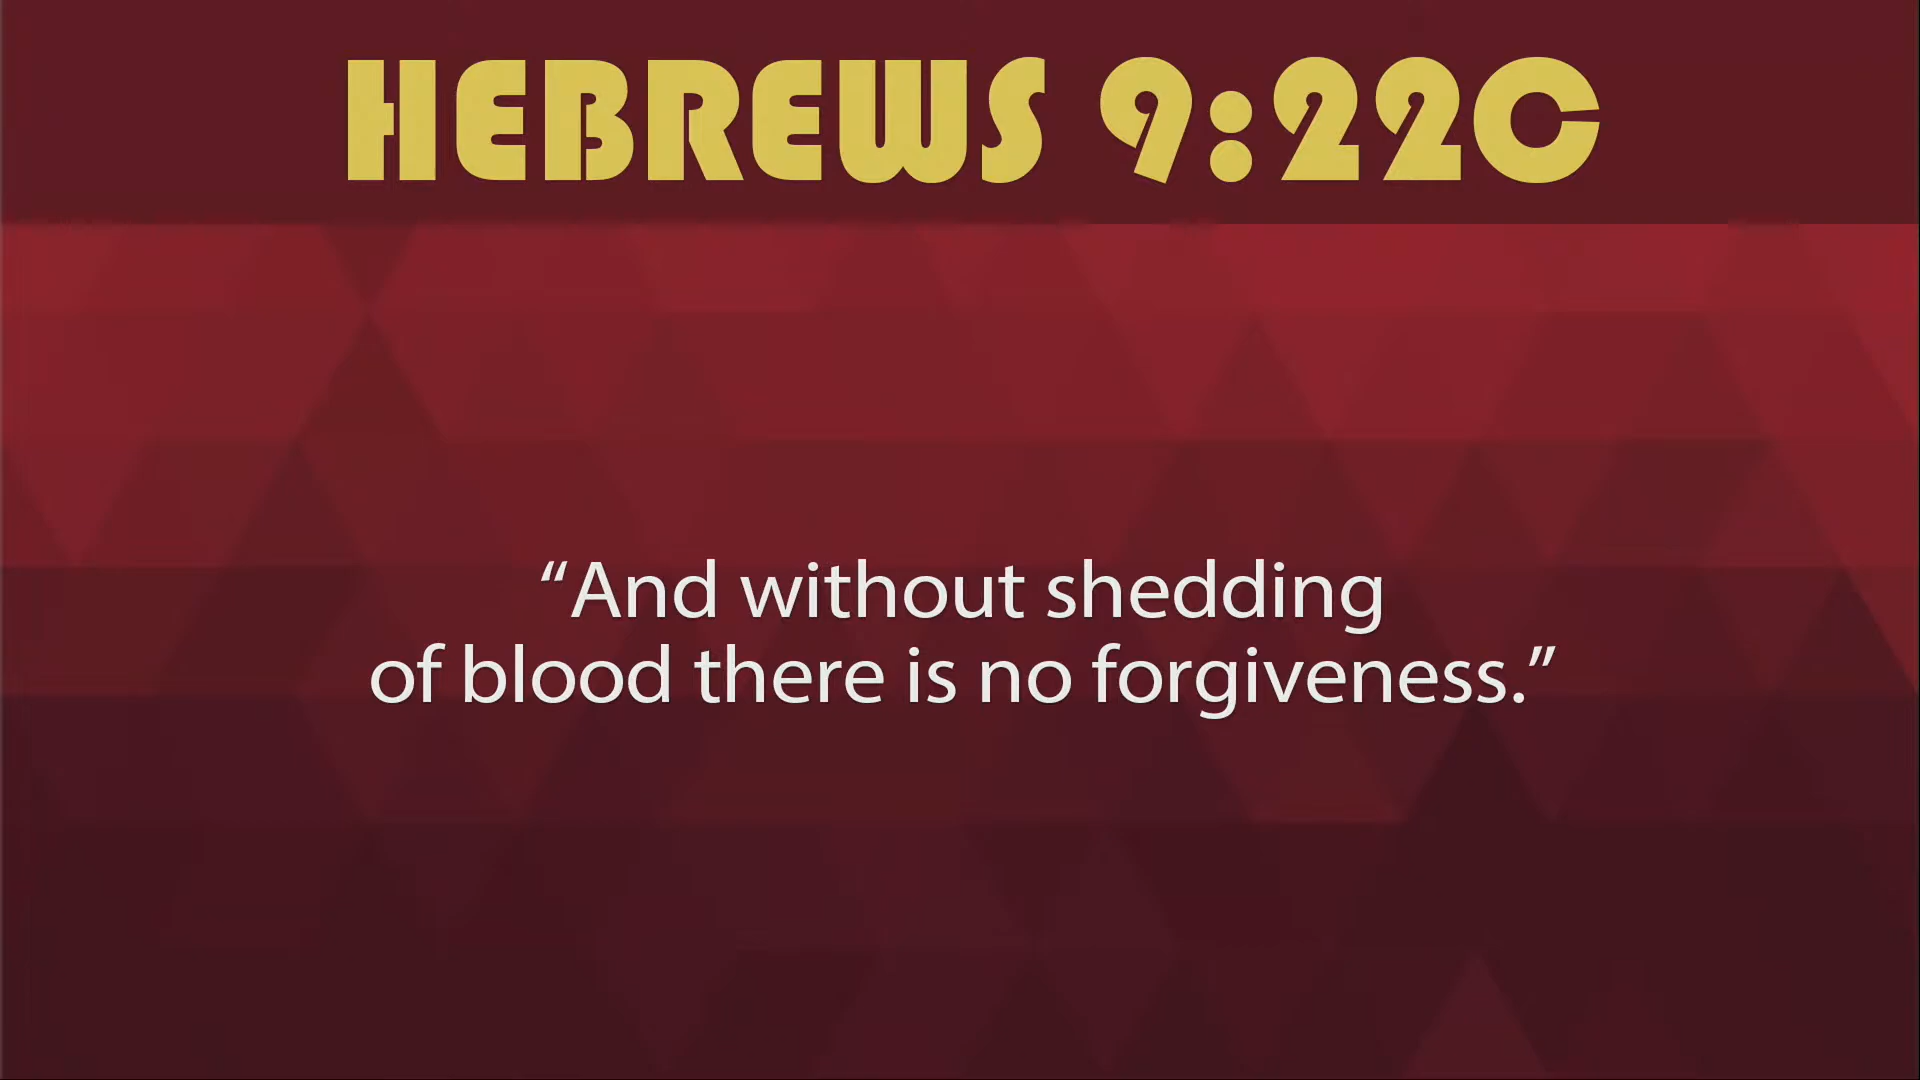 HEBREWS 9:22C
“And without shedding
of blood there is no forgiveness.”